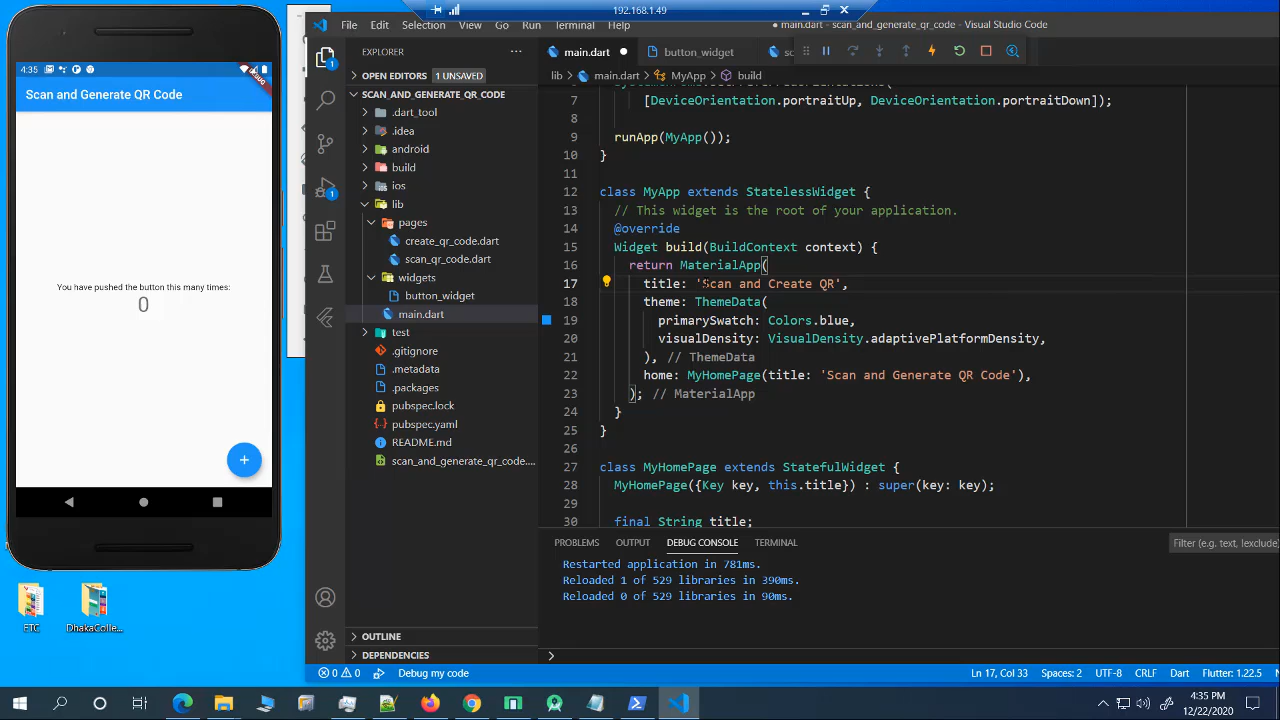 192.168.1.49
File Edit Selection View Go Run Terminal
main.dart - scan_and_generate_qr_code - Visual Studio Code
EXPLORER
main.dart
button_widget
lib > main.dart > MyApp > build
OPEN EDITORS 1 UNSAVED
SCAN_AND_GENERATE_QR_CODE
.dart_tool
.idea
android
build
ios
lib
pages
create_qr_code.dart
scan_qr_code.dart
widgets
button_widget
main.dart
test
.gitignore
.metadata
.packages
pubspec.lock
pubspec.yaml
README.md
scan_and_generate_qr_code....
OUTLINE
DEPENDENCIES
4:35
DEBUG
Scan and Generate QR Code
You have pushed the button this many times:
0
+
ETC
DhakaColle...
7 [DeviceOrientation.portraitUp, DeviceOrientation.portraitDown]);
8
9 runApp(MyApp());
10 }
11
12 class MyApp extends StatelessWidget {
13 // This widget is the root of your application.
14 @override
15 Widget build(BuildContext context) {
16 return MaterialApp(
17 title: 'Scan and Create QR',
18 theme: ThemeData(
19 primarySwatch: Colors.blue,
20 visualDensity: VisualDensity.adaptivePlatformDensity,
21 ), // ThemeData
22 home: MyHomePage(title: 'Scan and Generate QR Code'),
23 ); // MaterialApp
24 }
25 }
26
27 class MyHomePage extends StatefulWidget {
28 MyHomePage({Key key, this.title}) : super(key: key);
29
30 final String title;
PROBLEMS OUTPUT DEBUG CONSOLE TERMINAL
Filter (e.g. text, !exclude)
Restarted application in 781ms.
Reloaded 1 of 529 libraries in 390ms.
Reloaded 0 of 529 libraries in 90ms.
0 0 Debug my code
Ln 17, Col 33 Spaces: 2 UTF-8 CRLF Dart Flutter: 1.22.5
4:35 PM
12/22/2020